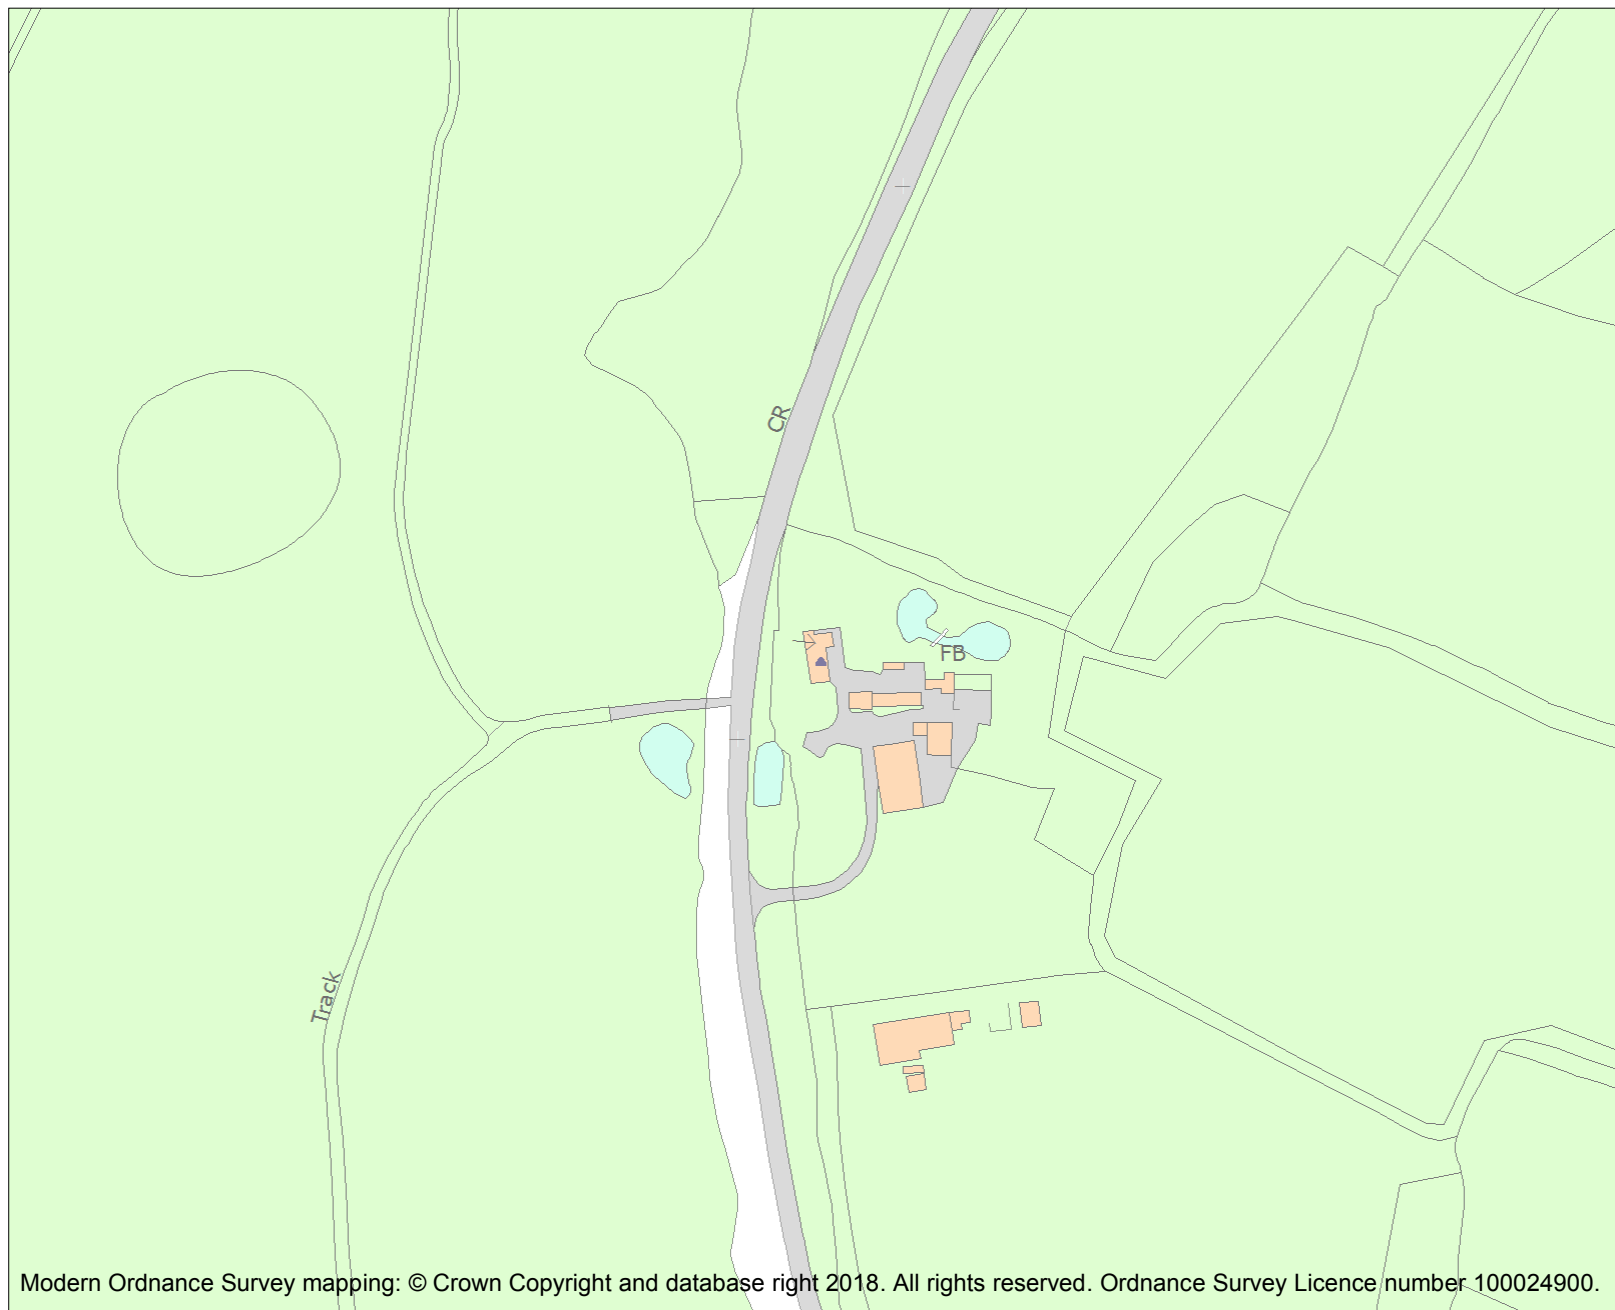 CR
FB
Track
Modern Ordnance Survey mapping: © Crown Copyright and database right 2018. All rights reserved. Ordnance Survey Licence number 100024900.